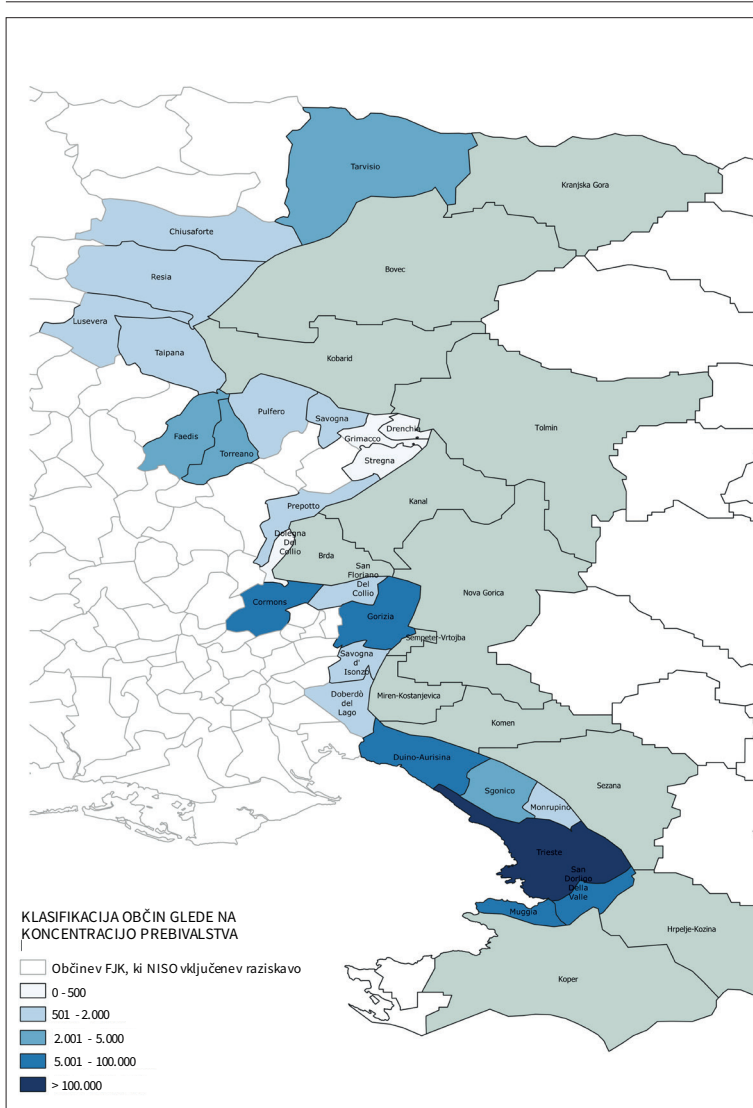 Tarvisio
Kranjska Gora
Chiusaforte
Bovec
Resia
Lusevera
Taipana
Kobarid
Pulfero
Savogna
Drenchia
Tolmin
Faedis
Grimacco
Torreano
Stregna
Prepotto
Kanal
Dolegna
Del
Collio
Brda
San
Floriano
Del
Collio
Nova Gorica
Cormons
Gorizia
Sempeter-Vrtojba
Savogna
d'
Isonzo
Doberdò
del
Lago
Miren-Kostanjevica
Komen
Duino-Aurisina
Sezana
Sgonico
Monrupino
Trieste
San
Dorligo
Della
Valle
Muggia
Hrpelje-Kozina
Koper
KLASIFIKACIJA OBČIN GLEDE NA
KONCENTRACIJO PREBIVALSTVA
Občinev FJK, ki NISO vključenev raziskavo
0 - 500
501 - 2.000
2.001 - 5.000
5.001 - 100.000
> 100.000